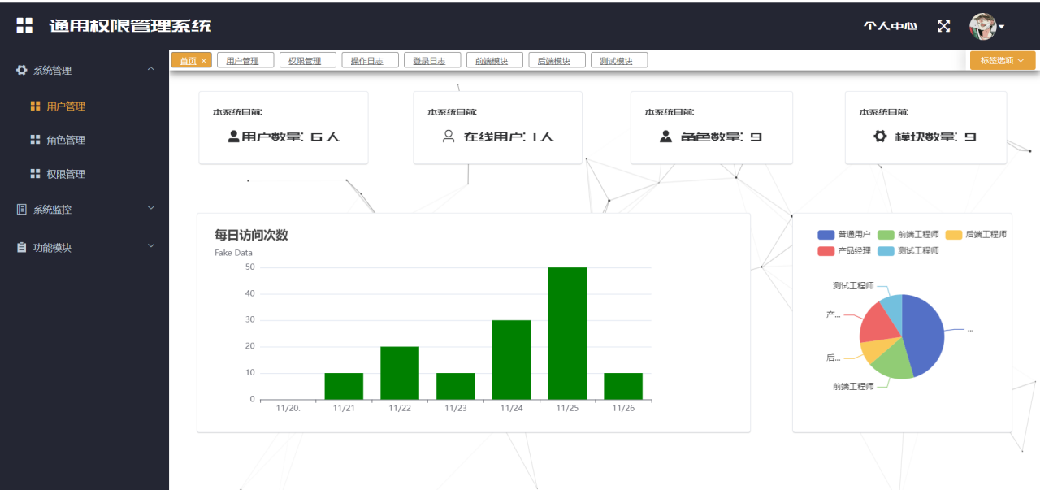 通用权限管理系统
个人中心
首页 ×
用户管理
权限管理
操作日志
登录日志
前端模块
后端模块
测试模块
标签选项
系统管理
用户管理
角色管理
权限管理
系统监控
功能模块
本系统目前:
用户数量: 6 人
本系统目前:
在线用户: 1 人
本系统目前:
角色数量: 9
本系统目前:
模块数量: 9
每日访问次数
Fake Data
50
40
30
20
10
0
11/20.
11/21
11/22
11/23
11/24
11/25
11/26
普通用户
前端工程师
后端工程师
产品经理
测试工程师
测试工程师
产...
...
后...
前端工程师